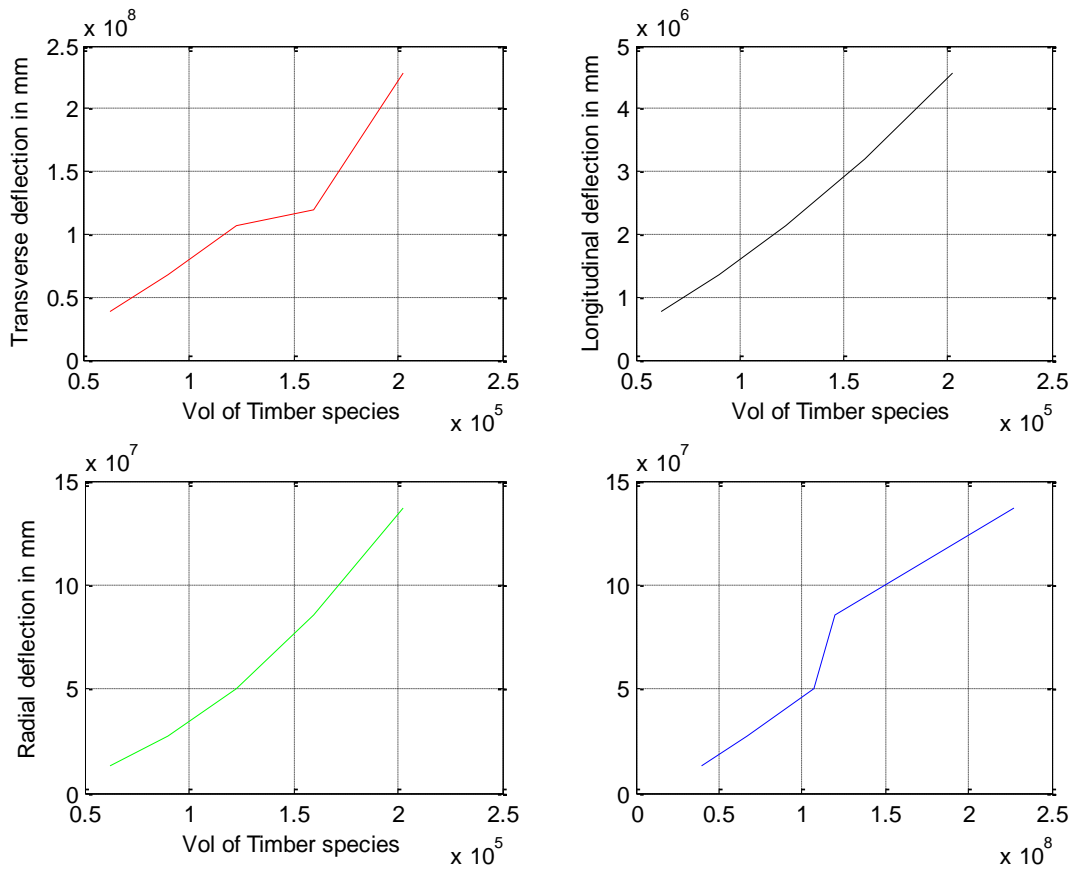 x 10^8
Transverse deflection in mm
2.5
2
1.5
1
0.5
0
0.5 1 1.5 2 2.5
Vol of Timber species
x 10^5
x 10^6
Longitudinal deflection in mm
5
4
3
2
1
0
0.5 1 1.5 2 2.5
Vol of Timber species
x 10^5
x 10^7
Radial deflection in mm
15
10
5
0
0.5 1 1.5 2 2.5
Vol of Timber species
x 10^5
x 10^7
15
10
5
0
0 0.5 1 1.5 2 2.5
x 10^8